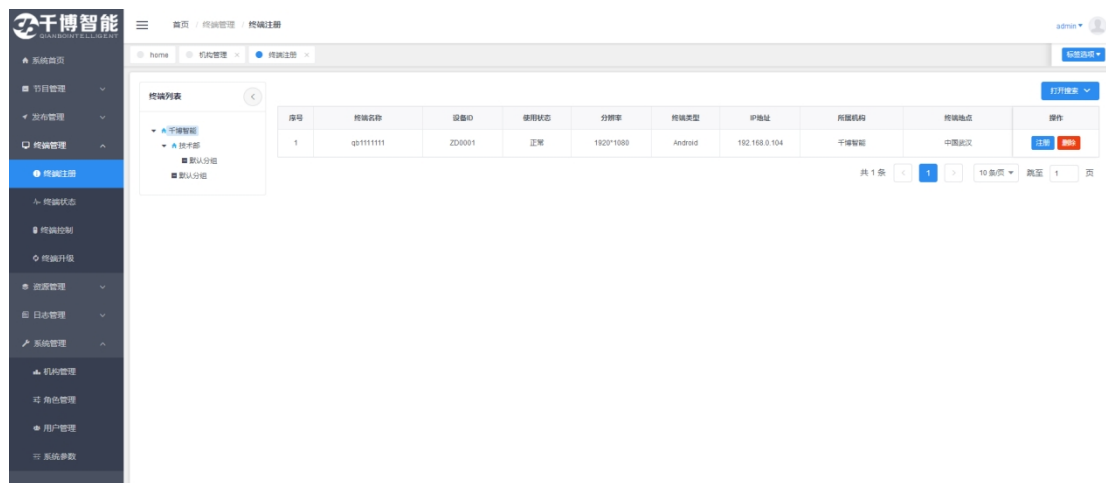 千博智能
QIANBOINTELLIGENT
首页 / 终端管理 / 终端注册
admin
home
机构管理 ×
终端注册 ×
标签选项
系统首页
节目管理
发布管理
终端管理
终端注册
终端状态
终端控制
终端升级
资源管理
日志管理
系统管理
机构管理
角色管理
用户管理
系统参数
终端列表
千博智能
技术部
默认分组
默认分组
打开搜索
序号 终端名称 设备ID 使用状态 分辨率 终端类型 IP地址 所属机构 终端地点 操作
1 qb1111111 ZD0001 正常 1920*1080 Android 192.168.0.104 千博智能 中国武汉 注册 删除
共 1 条 < 1 > 10 条/页 跳至 1 页